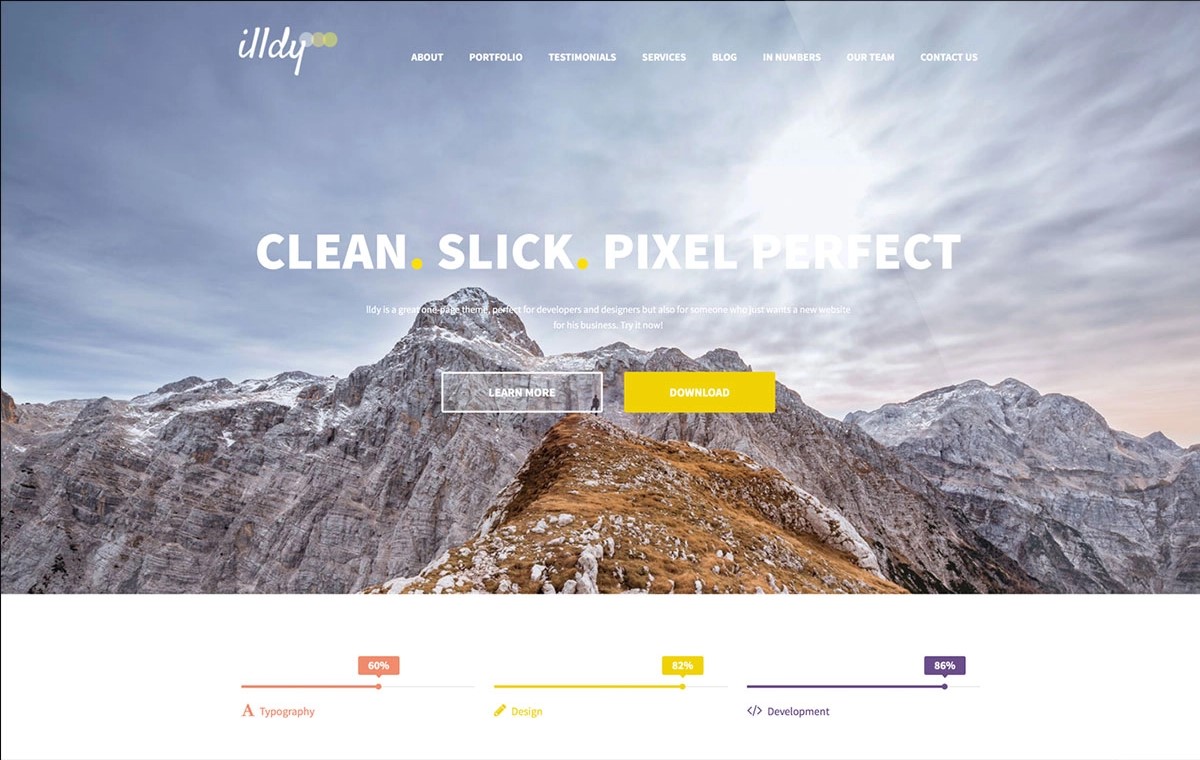 illdy
ABOUT PORTFOLIO TESTIMONIALS SERVICES BLOG IN NUMBERS OUR TEAM CONTACT US
CLEAN. SLICK. PIXEL PERFECT
lldy is a great one-page theme, perfect for developers and designers but also for someone who just wants a new website
for his business. Try it now!
LEARN MORE DOWNLOAD
60% 82% 86%
Typography Design Development